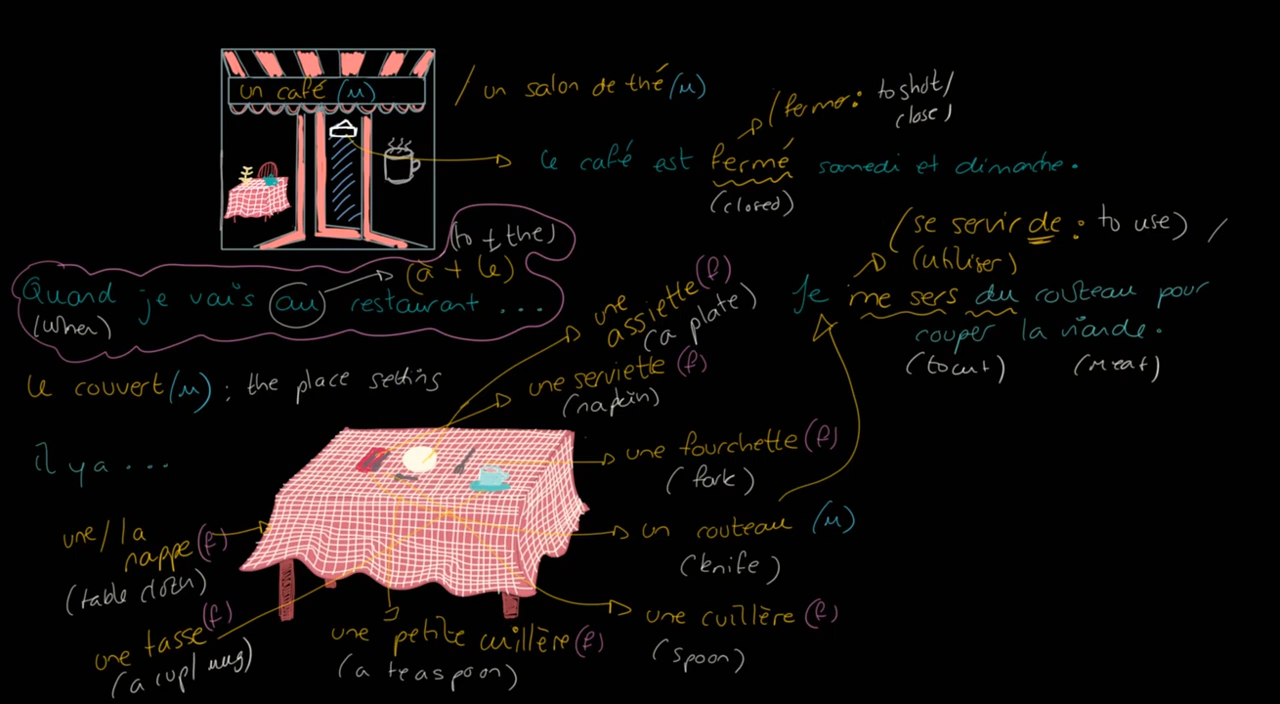 un café (M)
/ un salon de thé (M)
(fermer: to shot/
close)
Le café est fermé samedi et dimanche.
(closed)
(se servir de : to use) /
(utiliser)
Je me sers du couteau pour
couper la viande.
(to cut) (meat)
(to + the)
(à + le)
Quand je vais au restaurant ...
(when)
Le couvert (M) : the place setting
il y a ...
une
assiette (f)
(a plate)
une serviette (f)
(napkin)
une fourchette (f)
(fork)
un couteau (M)
(knife)
une cuillère (f)
(spoon)
une/la
nappe (f)
(table cloth)
une tasse (f)
(a cup/mug)
une petite cuillère (f)
(a teaspoon)